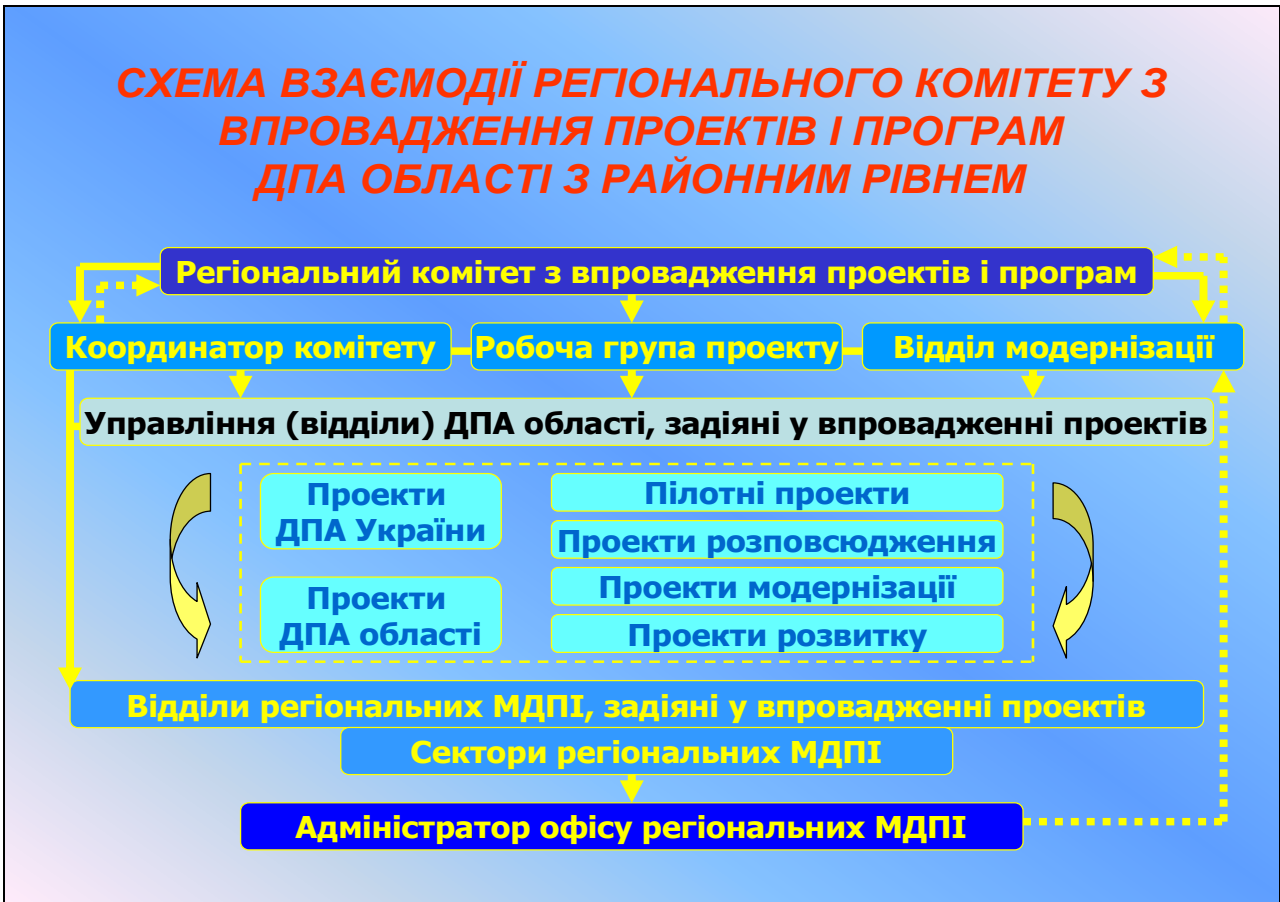 СХЕМА ВЗАЄМОДІЇ РЕГІОНАЛЬНОГО КОМІТЕТУ З
ВПРОВАДЖЕННЯ ПРОЕКТІВ І ПРОГРАМ
ДПА ОБЛАСТІ З РАЙОННИМ РІВНЕМ
Регіональний комітет з впровадження проектів і програм
Координатор комітету
Робоча група проекту
Відділ модернізації
Управління (відділи) ДПА області, задіяні у впровадженні проектів
Проекти
ДПА України
Проекти
ДПА області
Пілотні проекти
Проекти розповсюдження
Проекти модернізації
Проекти розвитку
Відділи регіональних МДПІ, задіяні у впровадженні проектів
Сектори регіональних МДПІ
Адміністратор офісу регіональних МДПІ